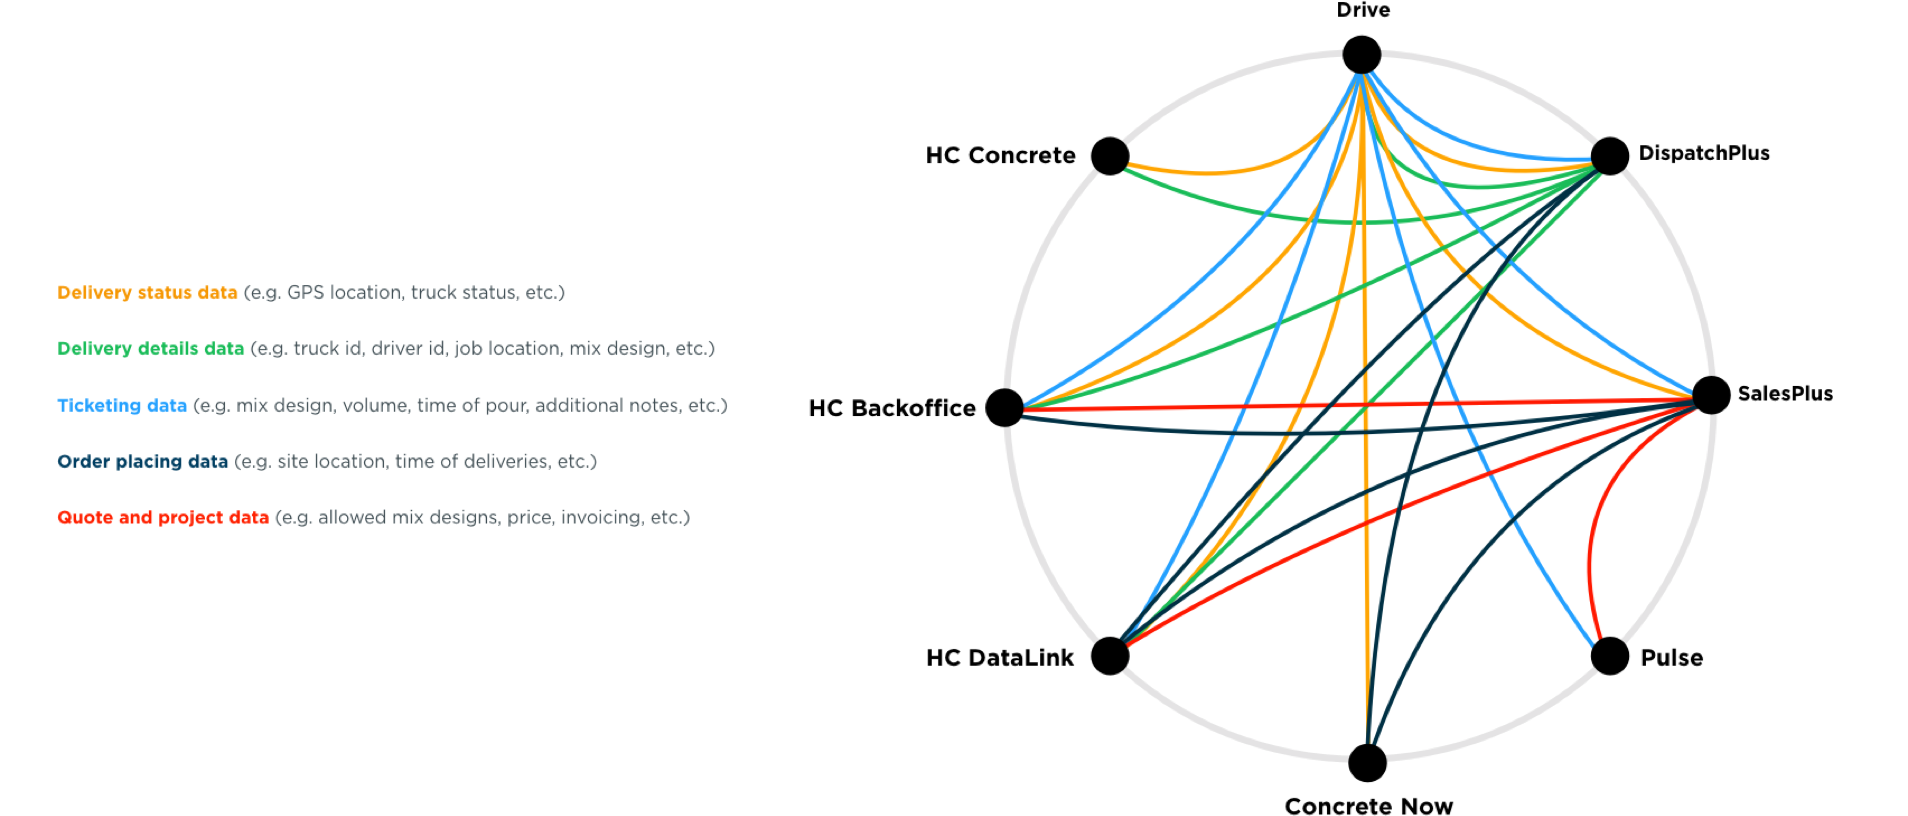 Drive
HC Concrete
DispatchPlus
Delivery status data (e.g. GPS location, truck status, etc.)
Delivery details data (e.g. truck id, driver id, job location, mix design, etc.)
Ticketing data (e.g. mix design, volume, time of pour, additional notes, etc.)
Order placing data (e.g. site location, time of deliveries, etc.)
Quote and project data (e.g. allowed mix designs, price, invoicing, etc.)
HC Backoffice
SalesPlus
HC DataLink
Pulse
Concrete Now